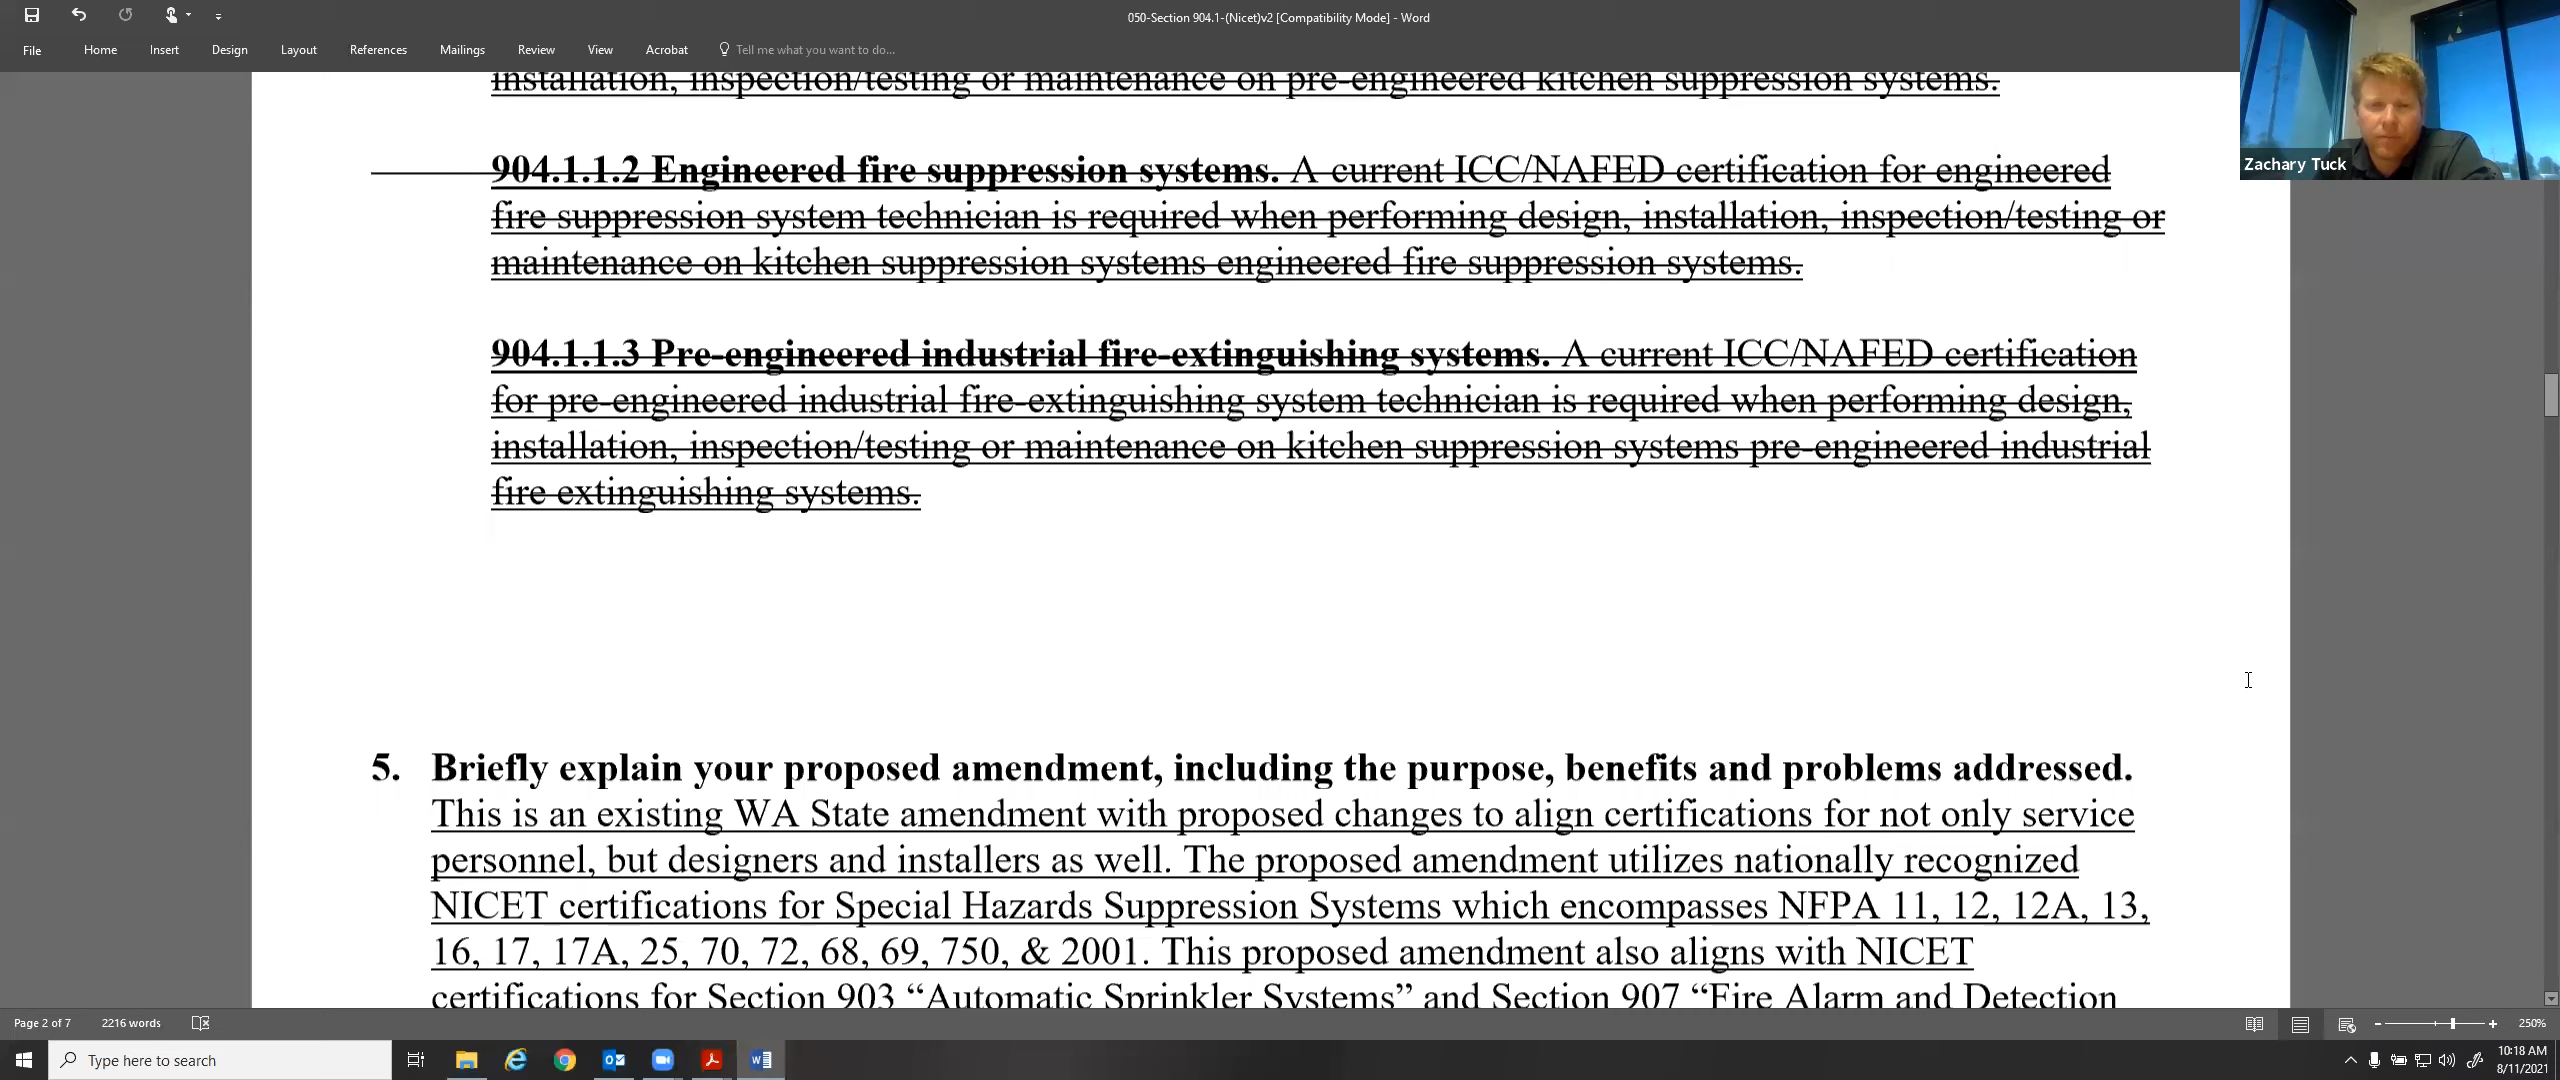 050-Section 904.1-(Nicet)v2 [Compatibility Mode] - Word
File Home Insert Design Layout References Mailings Review View Acrobat Tell me what you want to do...
installation, inspection/testing or maintenance on pre-engineered kitchen suppression systems.
Zachary Tuck
904.1.1.2 Engineered fire suppression systems. A current ICC/NAFED certification for engineered
fire suppression system technician is required when performing design, installation, inspection/testing or
maintenance on kitchen suppression systems engineered fire suppression systems.
904.1.1.3 Pre-engineered industrial fire-extinguishing systems. A current ICC/NAFED certification
for pre-engineered industrial fire-extinguishing system technician is required when performing design,
installation, inspection/testing or maintenance on kitchen suppression systems pre-engineered industrial
fire extinguishing systems.
5. Briefly explain your proposed amendment, including the purpose, benefits and problems addressed.
This is an existing WA State amendment with proposed changes to align certifications for not only service
personnel, but designers and installers as well. The proposed amendment utilizes nationally recognized
NICET certifications for Special Hazards Suppression Systems which encompasses NFPA 11, 12, 12A, 13,
16, 17, 17A, 25, 70, 72, 68, 69, 750, & 2001. This proposed amendment also aligns with NICET
certifications for Section 903 “Automatic Sprinkler Systems” and Section 907 “Fire Alarm and Detection
Page 2 of 7 2216 words 250%
Type here to search
10:18 AM
8/11/2021